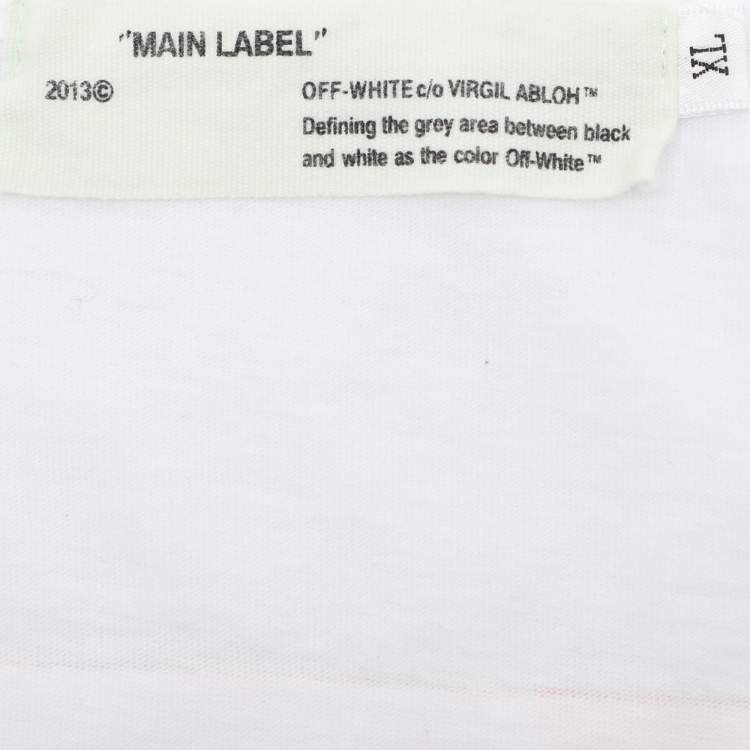 "MAIN LABEL"
2013©
OFF-WHITE c/o VIRGIL ABLOH™
Defining the grey area between black
and white as the color Off-White™
XL